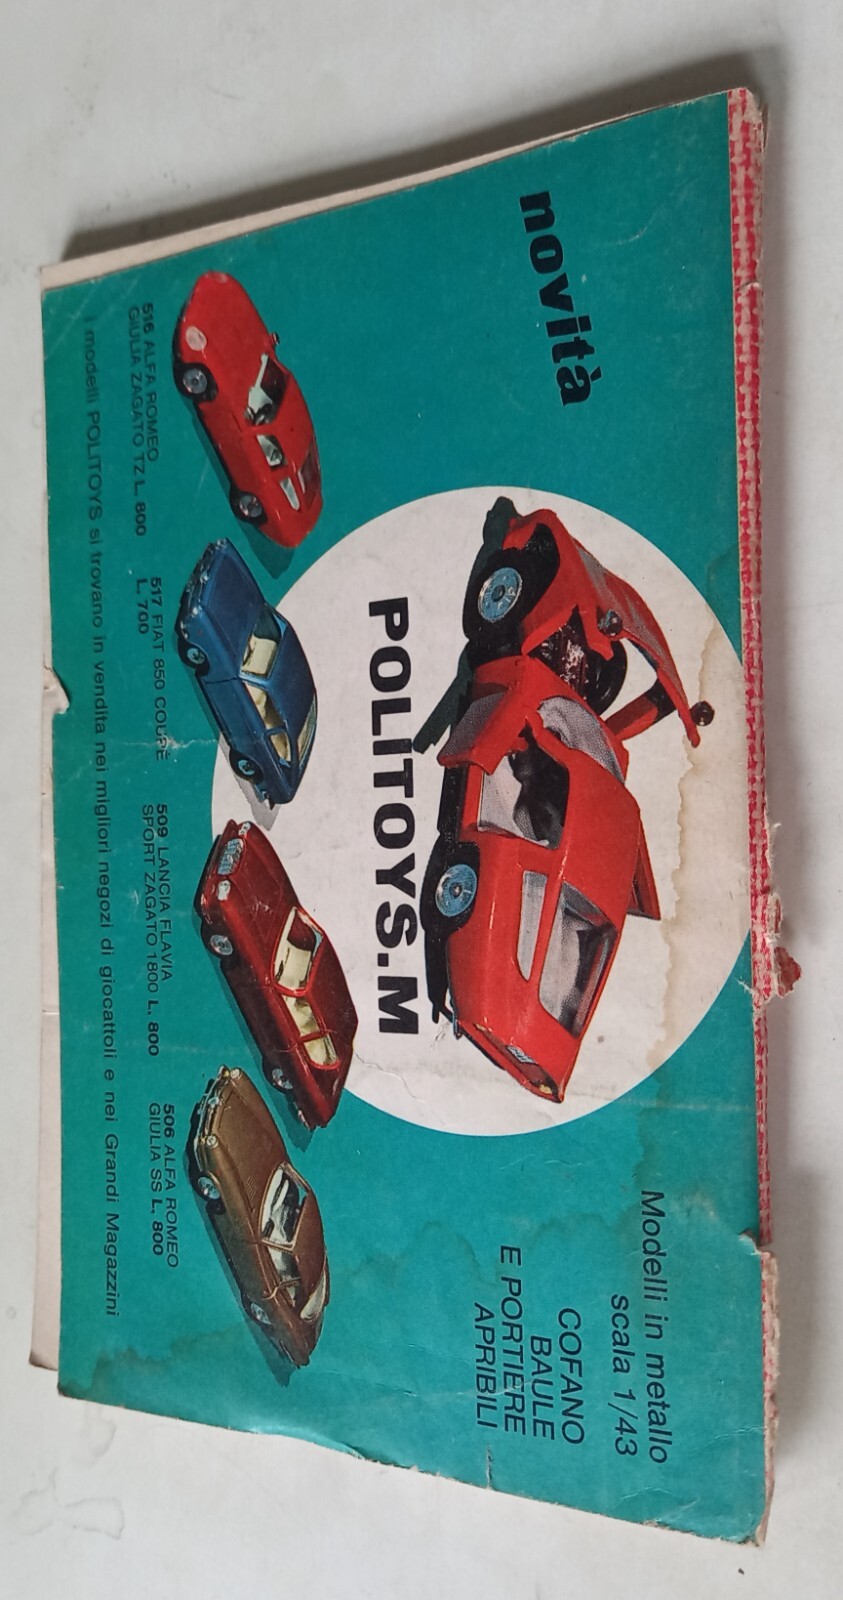 novità
Modelli in metallo
scala 1/43
COFANO
BAULE
E PORTIERE
APRIBILI
POLITOYS.M
516 ALFA ROMEO
GIULIA ZAGATO TZ L. 800
517 FIAT 850 COUPÈ
L. 700
509 LANCIA FLAVIA
SPORT ZAGATO 1800 L. 800
506 ALFA ROMEO
GIULIA SS L. 800
I modelli POLITOYS si trovano in vendita nei migliori negozi di giocattoli e nei Grandi Magazzini